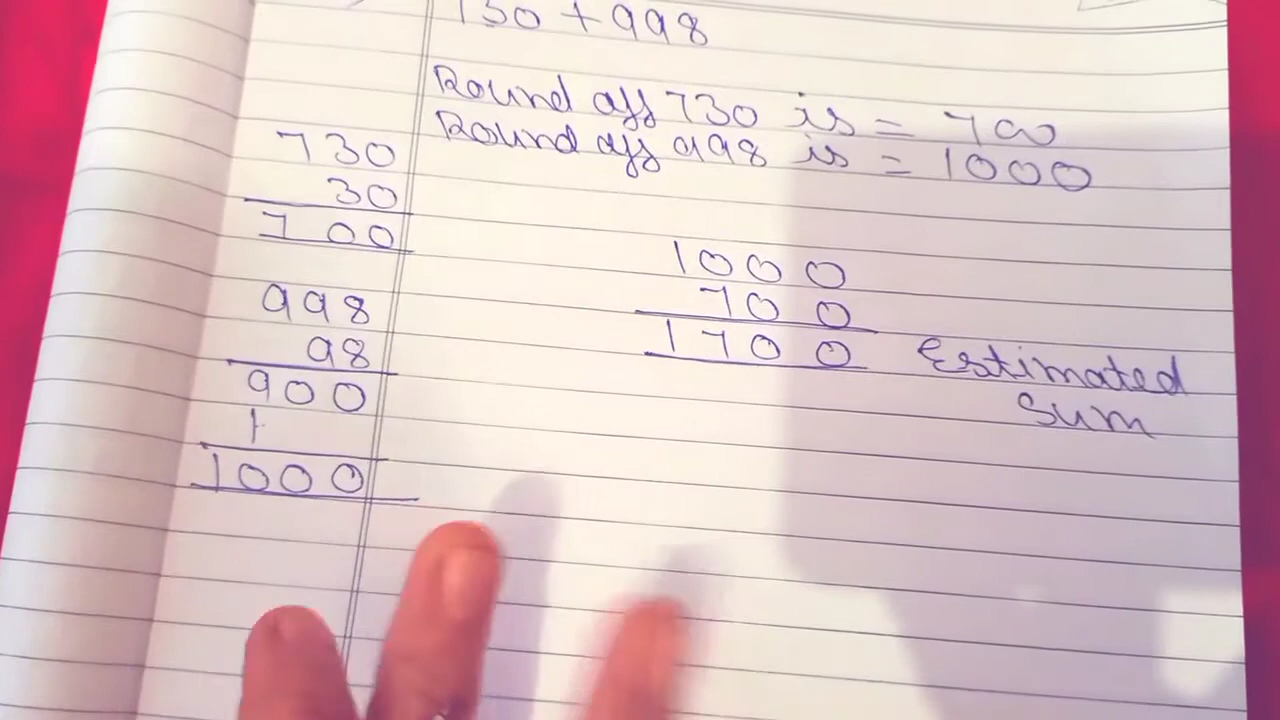 730 + 998
Round off 730 is = 700
Round off 998 is = 1000
730
30
700
998
98
900
1
1000
1000
700
1700 Estimated
Sum